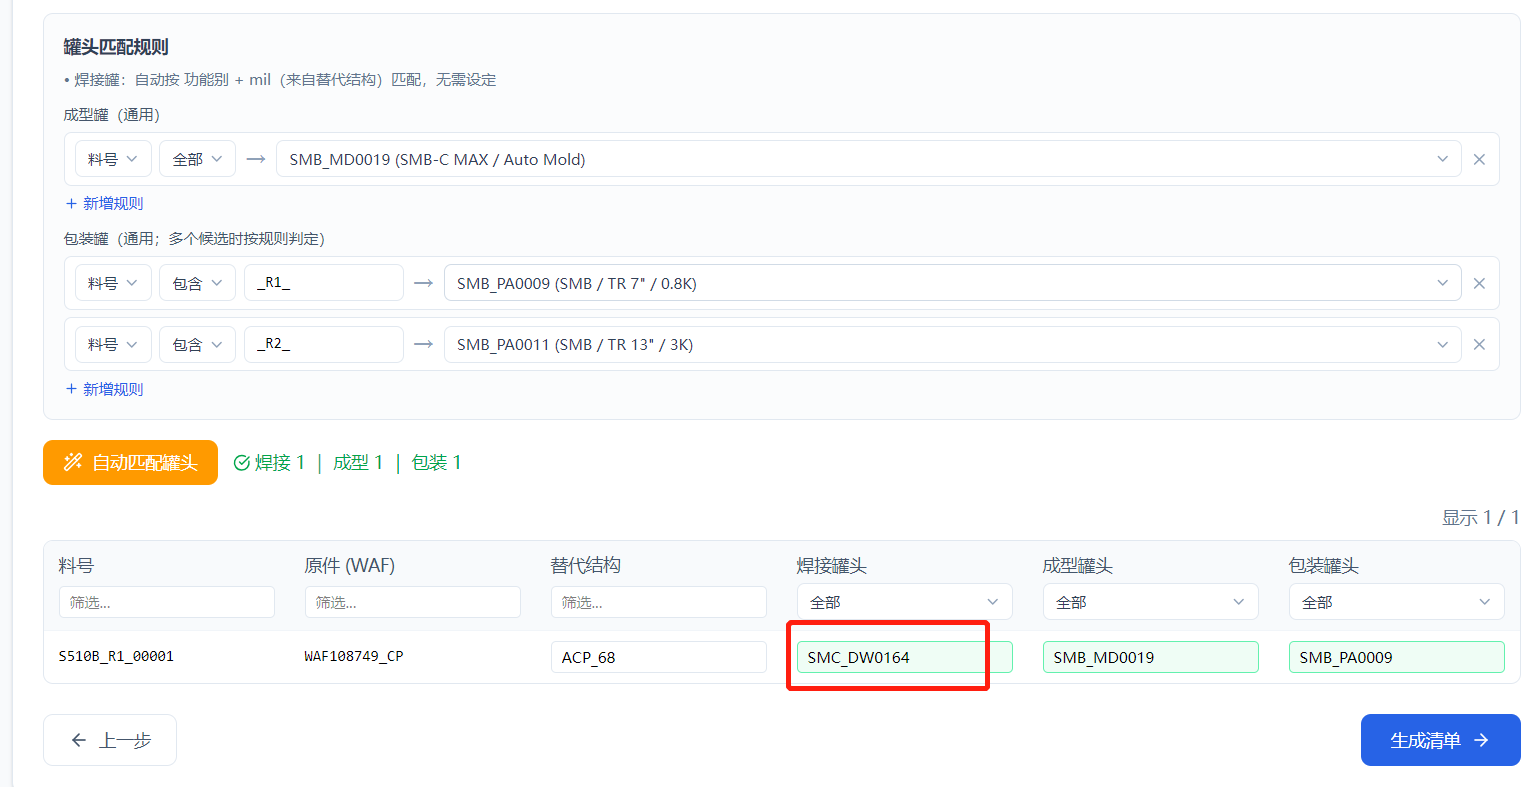 罐头匹配规则
• 焊接罐：自动按 功能别 + mil（来自替代结构）匹配，无需设定
成型罐（通用）
料号 全部 → SMB_MD0019 (SMB-C MAX / Auto Mold) ×
+ 新增规则
包装罐（通用；多个候选时按规则判定）
料号 包含 _R1_ → SMB_PA0009 (SMB / TR 7" / 0.8K) ×
料号 包含 _R2_ → SMB_PA0011 (SMB / TR 13" / 3K) ×
+ 新增规则
自动匹配罐头 焊接 1 | 成型 1 | 包装 1
显示 1 / 1
料号 原件 (WAF) 替代结构 焊接罐头 成型罐头 包装罐头
筛选... 筛选... 筛选... 全部 全部 全部
S510B_R1_00001 WAF108749_CP ACP_68 SMC_DW0164 SMB_MD0019 SMB_PA0009
← 上一步 生成清单 →